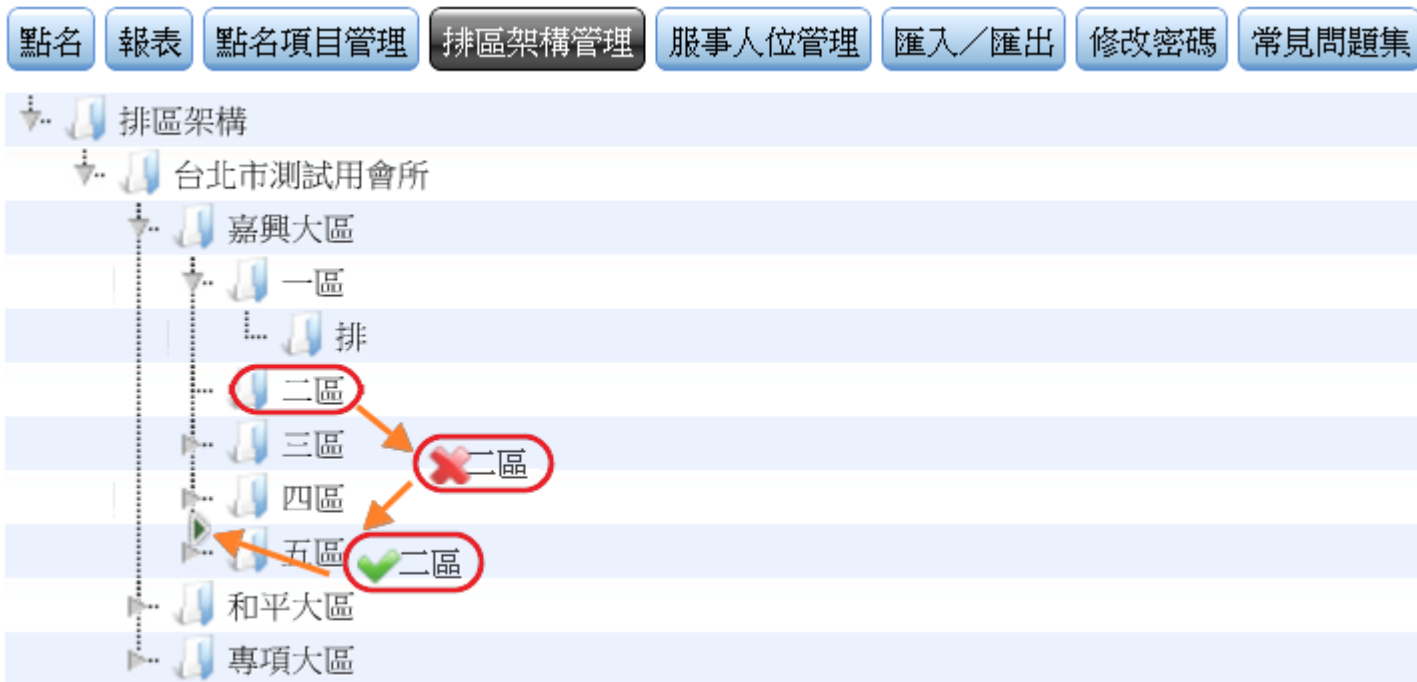 點名 報表 點名項目管理 排區架構管理 服事人位管理 匯入／匯出 修改密碼 常見問題集
排區架構
台北市測試用會所
嘉興大區
一區
排
二區
三區
二區
四區
五區
二區
和平大區
專項大區